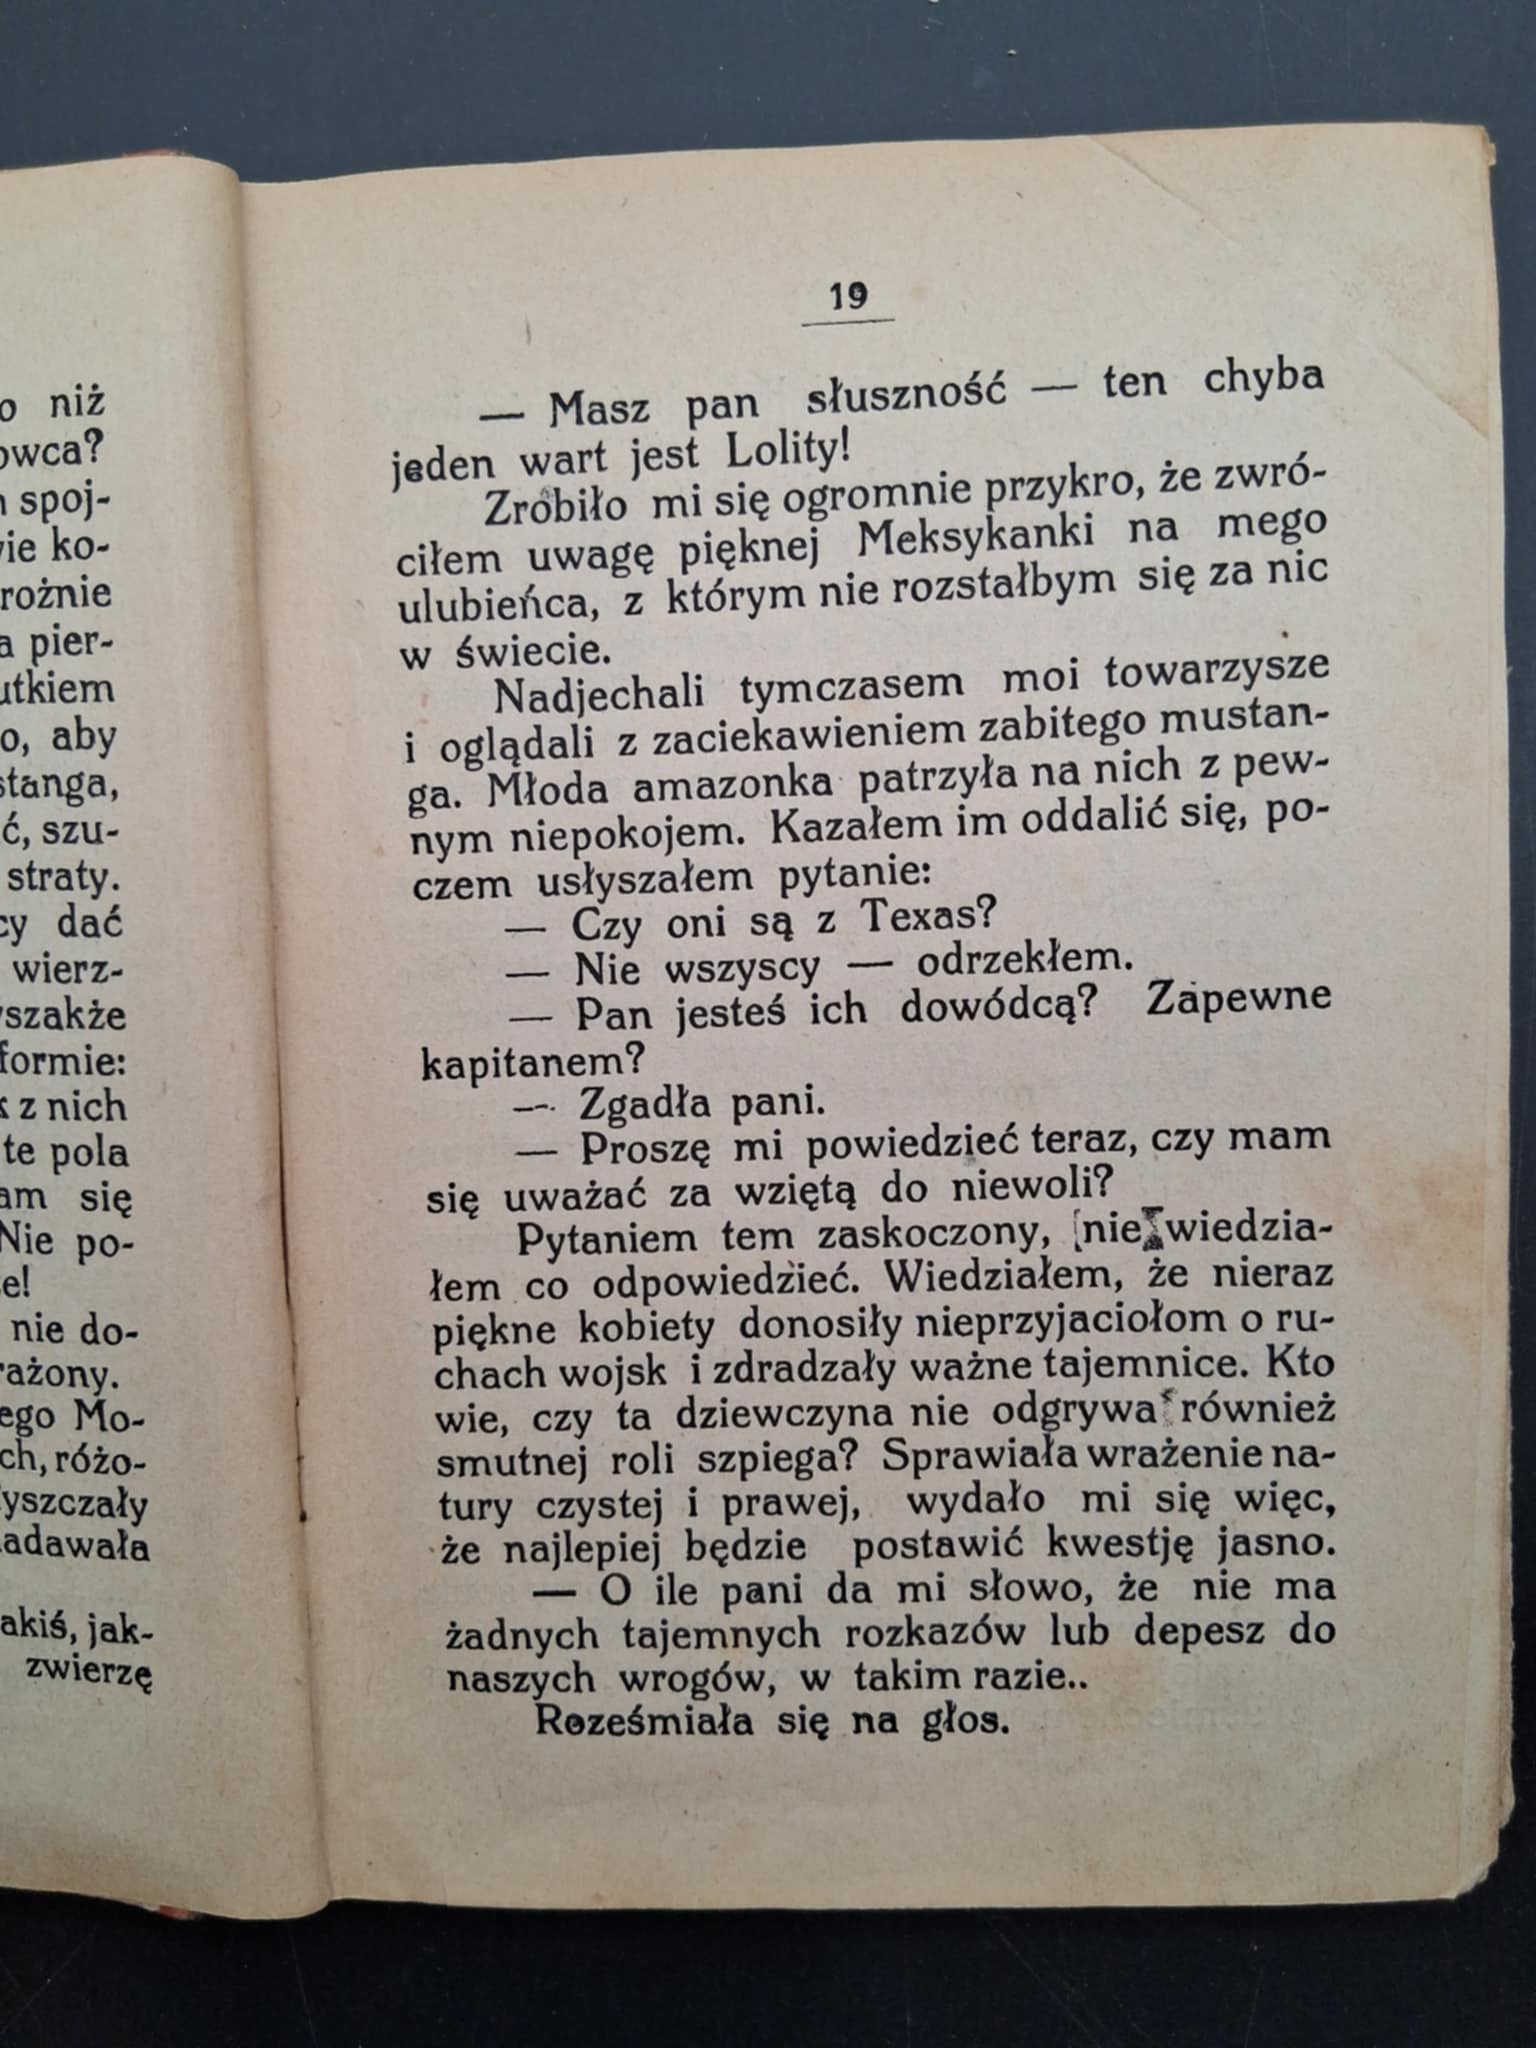 o niż
owca?
spoj-
ie ko-
rożnie
a pier-
utkiem
o, aby
stanga,
ć, szu-
straty.
cy dać
wierz-
szakże
formie:
k z nich
te pola
am się
Nie po-
e!
nie do-
rażony.
ego Mo-
ch, różo-
yszczały
adawała
akiś, jak-
zwierzę
19
— Masz pan słuszność — ten chyba
jeden wart jest Lolity!
Zrobiło mi się ogromnie przykro, że zwró-
ciłem uwagę pięknej Meksykanki na mego
ulubieńca, z którym nie rozstałbym się za nic
w świecie.
Nadjechali tymczasem moi towarzysze
i oglądali z zaciekawieniem zabitego mustan-
ga. Młoda amazonka patrzyła na nich z pew-
nym niepokojem. Kazałem im oddalić się, po-
czem usłyszałem pytanie:
— Czy oni są z Texas?
— Nie wszyscy — odrzekłem.
— Pan jesteś ich dowódcą? Zapewne
kapitanem?
— Zgadła pani.
— Proszę mi powiedzieć teraz, czy mam
się uważać za wziętą do niewoli?
Pytaniem tem zaskoczony, nie wiedzia-
łem co odpowiedzieć. Wiedziałem, że nieraz
piękne kobiety donosiły nieprzyjaciołom o ru-
chach wojsk i zdradzały ważne tajemnice. Kto
wie, czy ta dziewczyna nie odgrywa również
smutnej roli szpiega? Sprawiała wrażenie na-
tury czystej i prawej, wydało mi się więc,
że najlepiej będzie postawić kwestję jasno.
— O ile pani da mi słowo, że nie ma
żadnych tajemnych rozkazów lub depesz do
naszych wrogów, w takim razie..
Roześmiała się na głos.